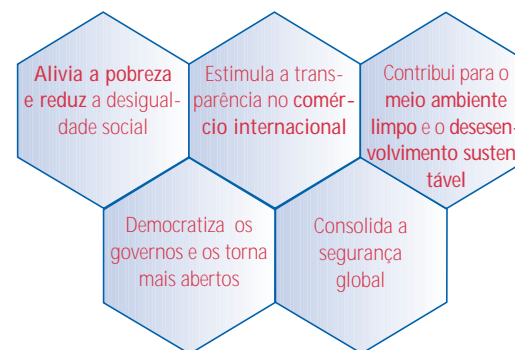 Alivia a pobreza
e reduz a desigual-
dade social
Estimula a trans-
parência no comér-
cio internacional
Contribui para o
meio ambiente
limpo e o desesen-
volvimento susten
tável
Democratiza os
governos e os torna
mais abertos
Consolida a
segurança
global